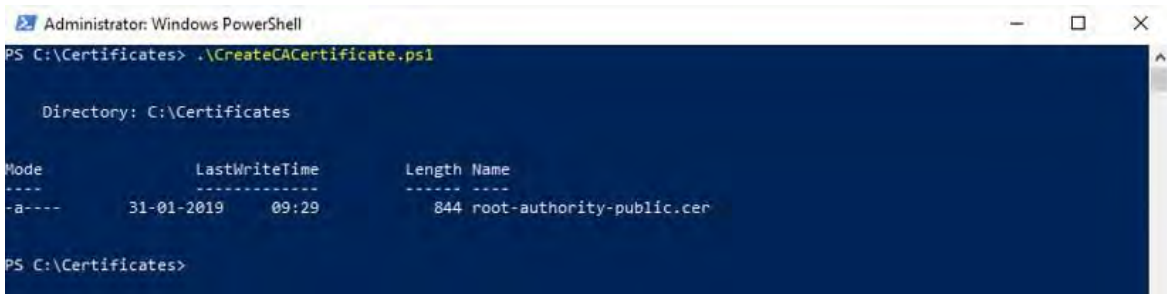 Administrator: Windows PowerShell
PS C:\Certificates> .\CreateCACertificate.ps1
Directory: C:\Certificates
Mode LastWriteTime Length Name
---- ------------- ------ ----
-a---- 31-01-2019 09:29 844 root-authority-public.cer
PS C:\Certificates>